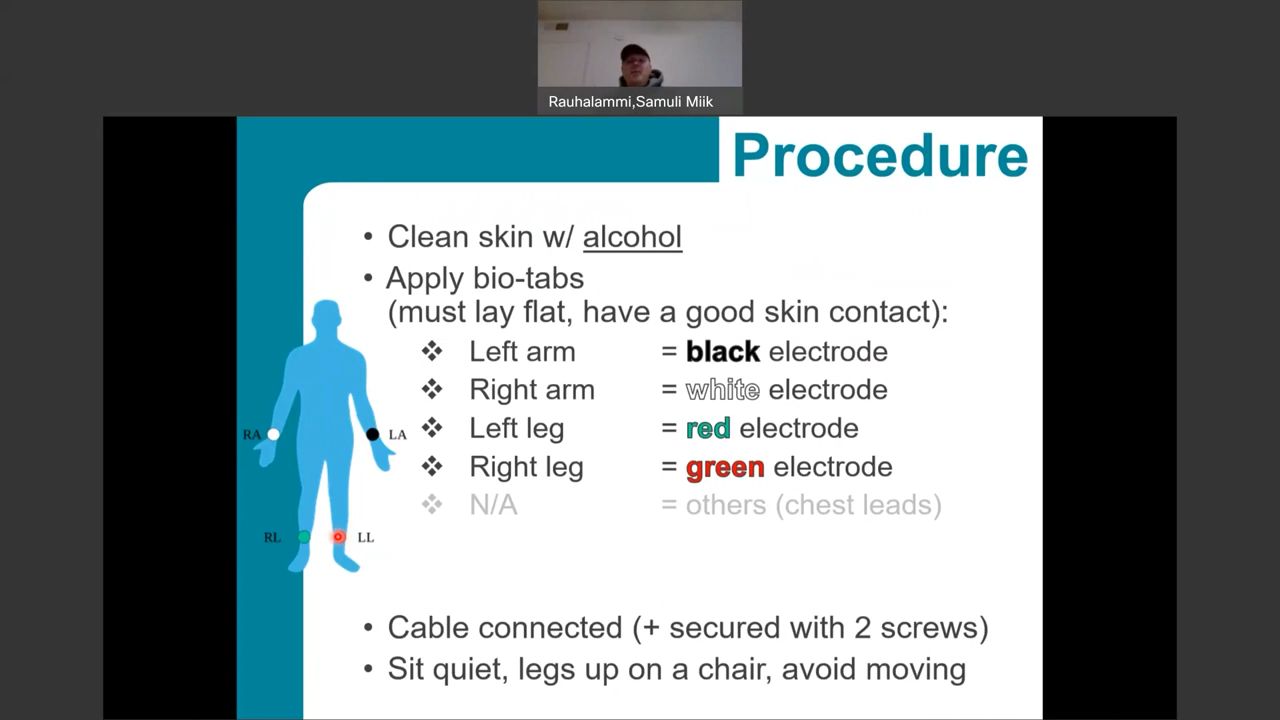 Rauhalammi,Samuli Miik
Procedure
• Clean skin w/ alcohol
• Apply bio-tabs
(must lay flat, have a good skin contact):
❖ Left arm = black electrode
❖ Right arm = white electrode
❖ Left leg = red electrode
❖ Right leg = green electrode
❖ N/A = others (chest leads)
RA
LA
RL
LL
• Cable connected (+ secured with 2 screws)
• Sit quiet, legs up on a chair, avoid moving